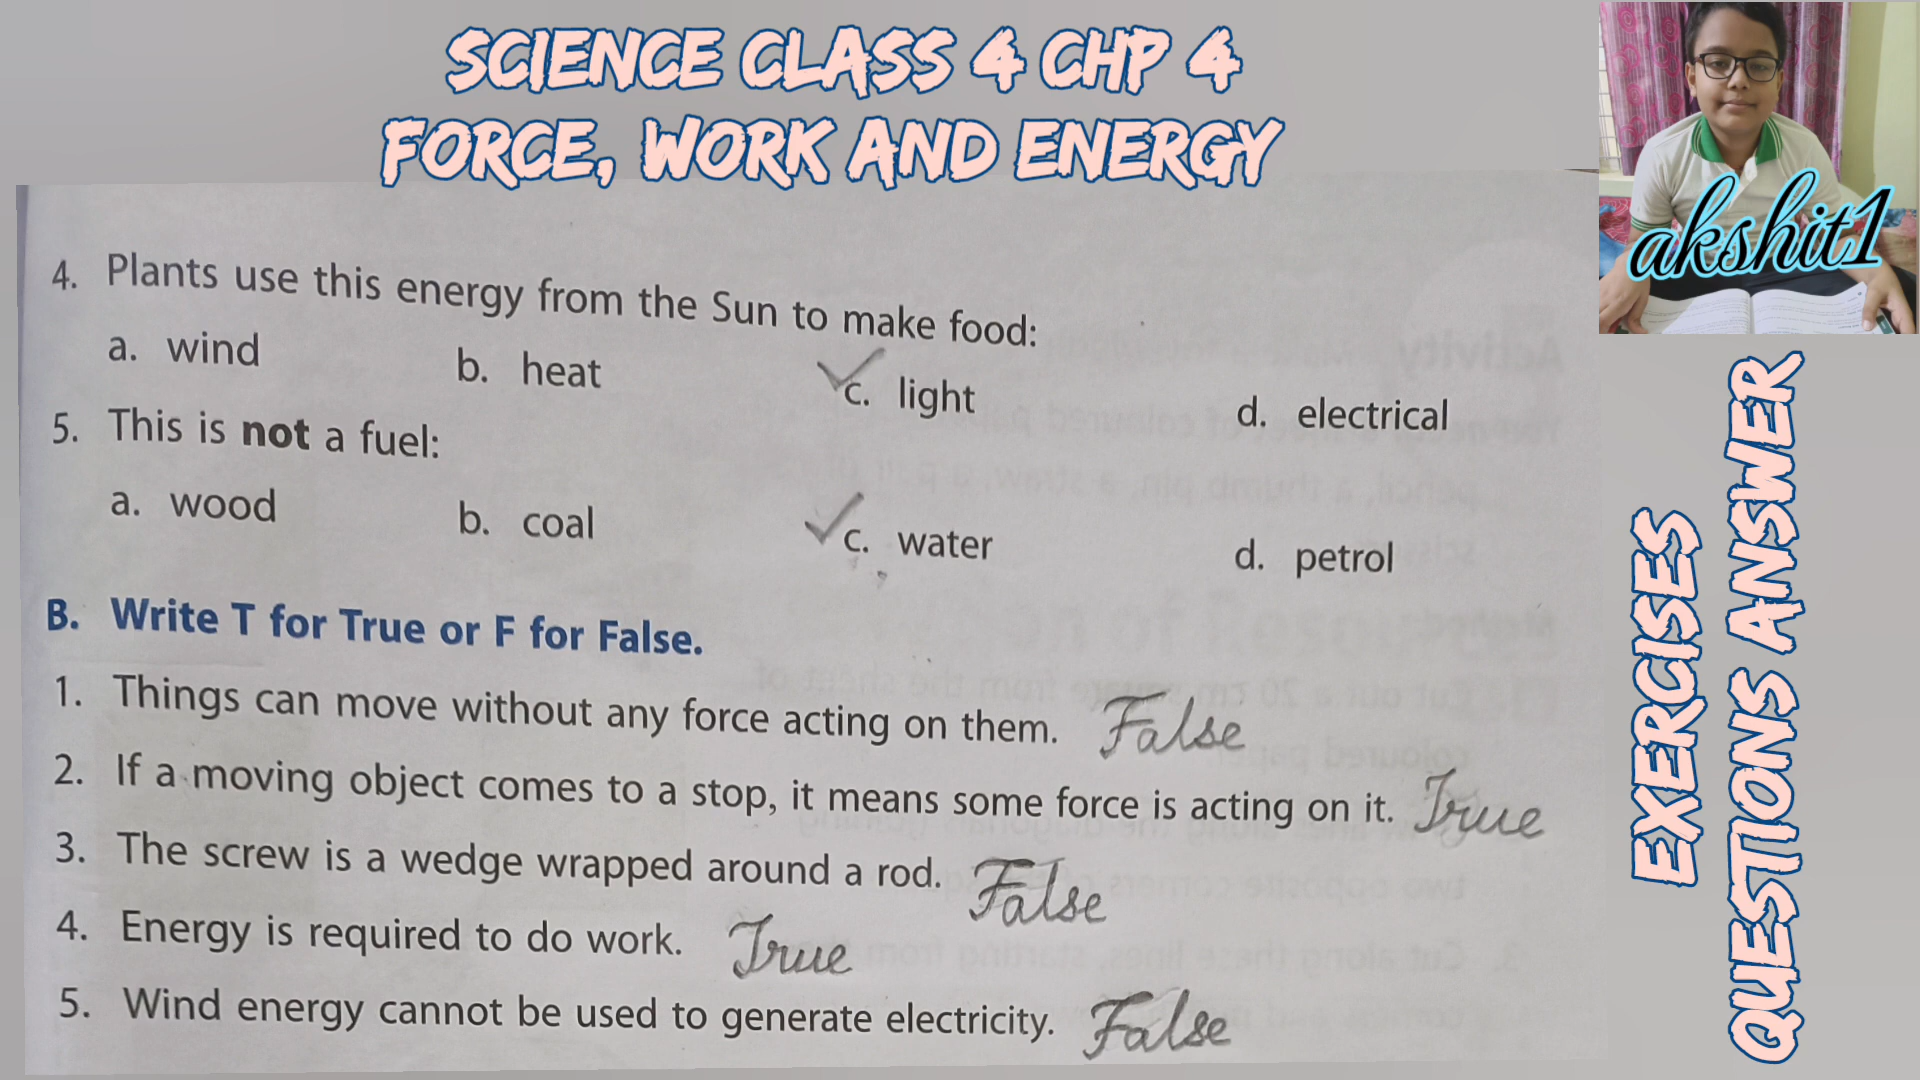 SCIENCE CLASS 4 CHP 4
FORCE, WORK AND ENERGY
akshit1
4. Plants use this energy from the Sun to make food:
a. wind b. heat c. light d. electrical
5. This is not a fuel:
a. wood b. coal c. water d. petrol
B. Write T for True or F for False.
1. Things can move without any force acting on them. False
2. If a moving object comes to a stop, it means some force is acting on it. True
3. The screw is a wedge wrapped around a rod. False
4. Energy is required to do work. True
5. Wind energy cannot be used to generate electricity. False
EXERCISES
QUESTIONS ANSWER